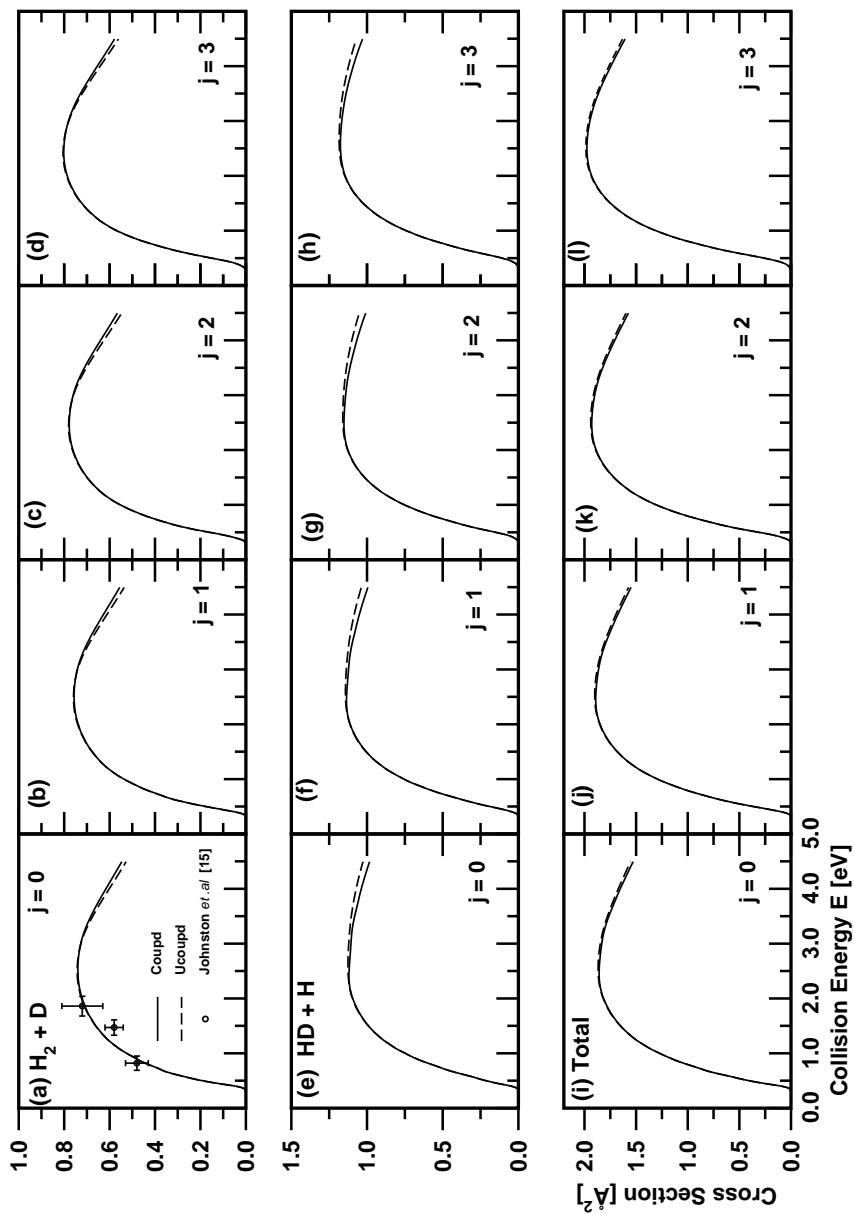 (a) H2 + D
j = 0
Coupd
Ucoupd
Johnston et.al [15]
(b)
j = 1
(c)
j = 2
(d)
j = 3
1.0
0.8
0.6
0.4
0.2
0.0
(e) HD + H
j = 0
(f)
j = 1
(g)
j = 2
(h)
j = 3
1.5
1.0
0.5
0.0
(i) Total
j = 0
(j)
j = 1
(k)
j = 2
(l)
j = 3
2.0
1.5
1.0
0.5
0.0
Cross Section [Å2]
0.0 1.0 2.0 3.0 4.0 5.0
Collision Energy E [eV]